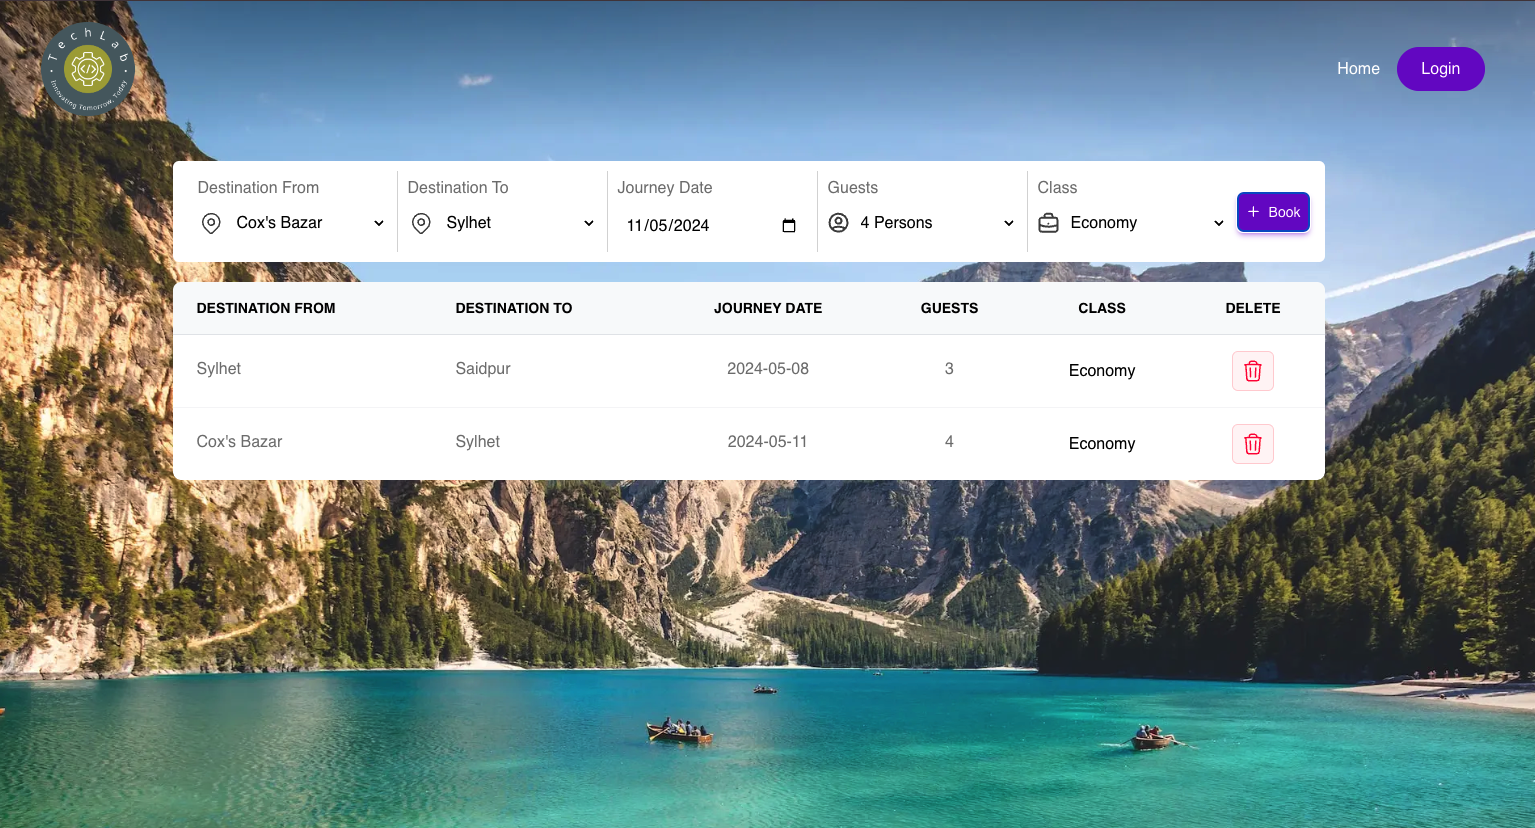 TechLab
Innovating Tomorrow, Today
Home
Login
Destination From
Destination To
Journey Date
Guests
Class
Cox's Bazar
Sylhet
11/05/2024
4 Persons
Economy
Book
DESTINATION FROM DESTINATION TO JOURNEY DATE GUESTS CLASS DELETE
Sylhet Saidpur 2024-05-08 3 Economy
Cox's Bazar Sylhet 2024-05-11 4 Economy